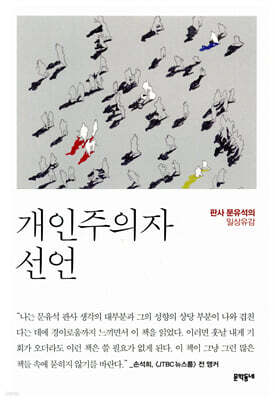 판사 문유석의
일상유감
개인주의자
선언
"나는 문유석 판사 생각의 대부분과 그의 성향의 상당 부분이 나와 겹친
다는 데에 경이로움까지 느끼면서 이 책을 읽었다. 이러면 훗날 내게 기
회가 오더라도 이런 책은 쓸 필요가 없게 된다. 이 책이 그냥 그런 많은
책들 속에 묻히지 않기를 바란다." _손석희, 〈JTBC 뉴스룸〉 전 앵커
문학동네